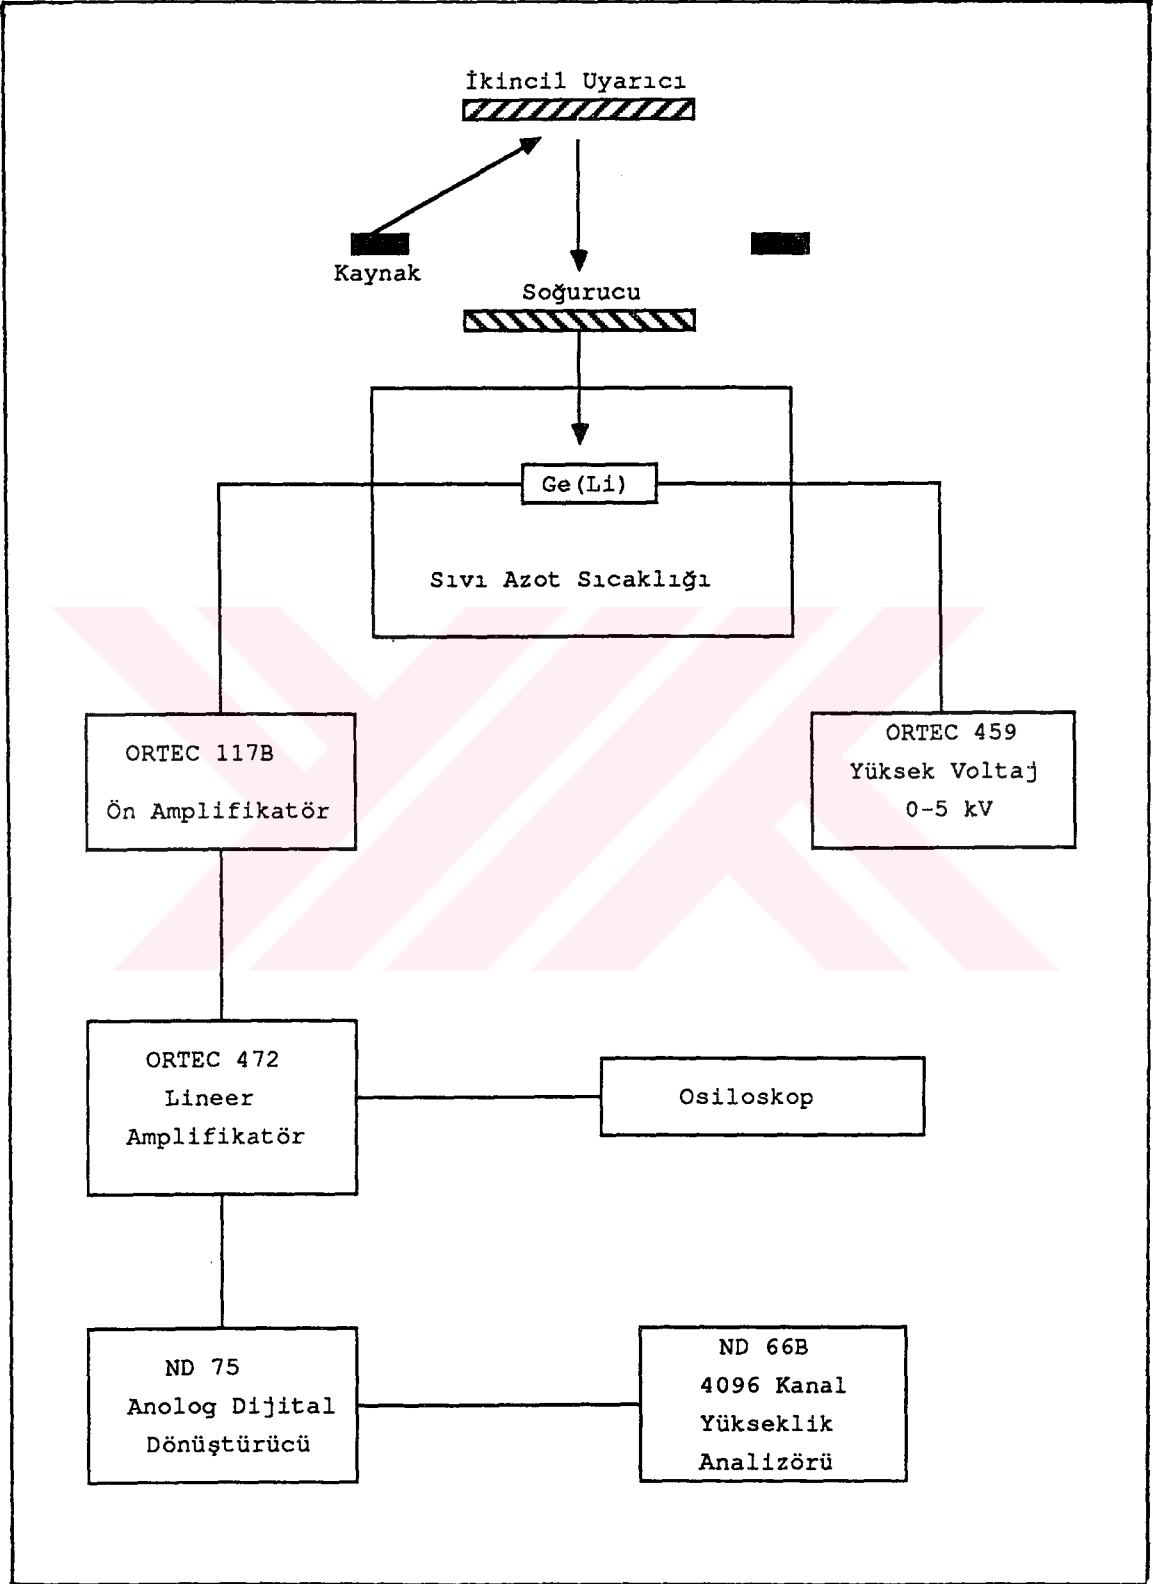 İkincil Uyarıcı
Kaynak
Soğurucu
Ge(Li)
Sıvı Azot Sıcaklığı
ORTEC 117B
Ön Amplifikatör
ORTEC 459
Yüksek Voltaj
0-5 kV
ORTEC 472
Lineer
Amplifikatör
Osiloskop
ND 75
Anolog Dijital
Dönüştürücü
ND 66B
4096 Kanal
Yükseklik
Analizörü